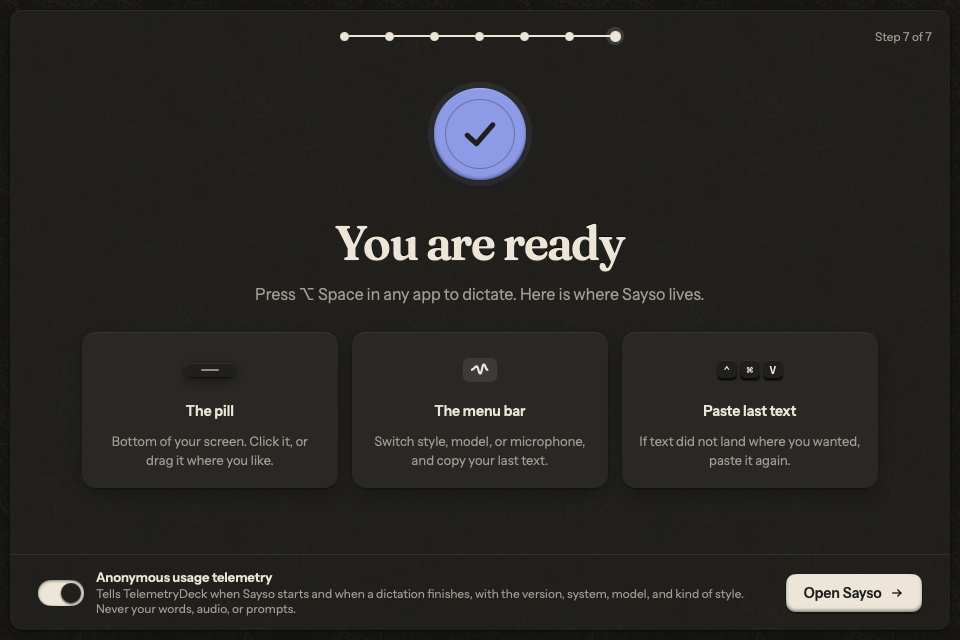 Step 7 of 7
You are ready
Press ⌥ Space in any app to dictate. Here is where Sayso lives.
The pill
Bottom of your screen. Click it, or
drag it where you like.
The menu bar
Switch style, model, or microphone,
and copy your last text.
^ ⌘ V
Paste last text
If text did not land where you wanted,
paste it again.
Anonymous usage telemetry
Tells TelemetryDeck when Sayso starts and when a dictation finishes, with the version, system, model, and kind of style.
Never your words, audio, or prompts.
Open Sayso →